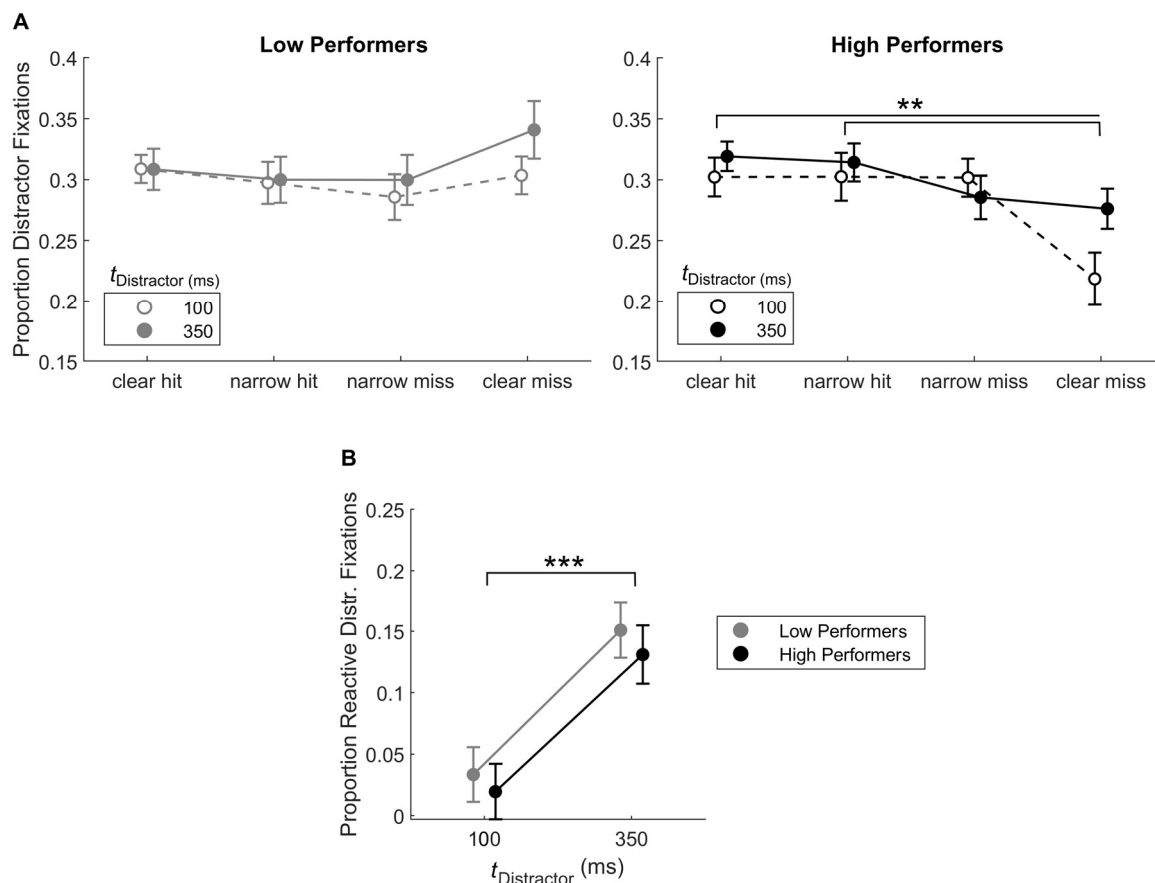 A
Low Performers
High Performers
Proportion Distractor Fixations
0.4
0.35
0.3
0.25
0.2
0.15
t Distractor (ms)
100
350
clear hit narrow hit narrow miss clear miss
0.4
0.35
0.3
0.25
0.2
0.15
**
t Distractor (ms)
100
350
clear hit narrow hit narrow miss clear miss
B
Proportion Reactive Distr. Fixations
0.25
0.2
0.15
0.1
0.05
0
***
100 350
t Distractor (ms)
Low Performers
High Performers